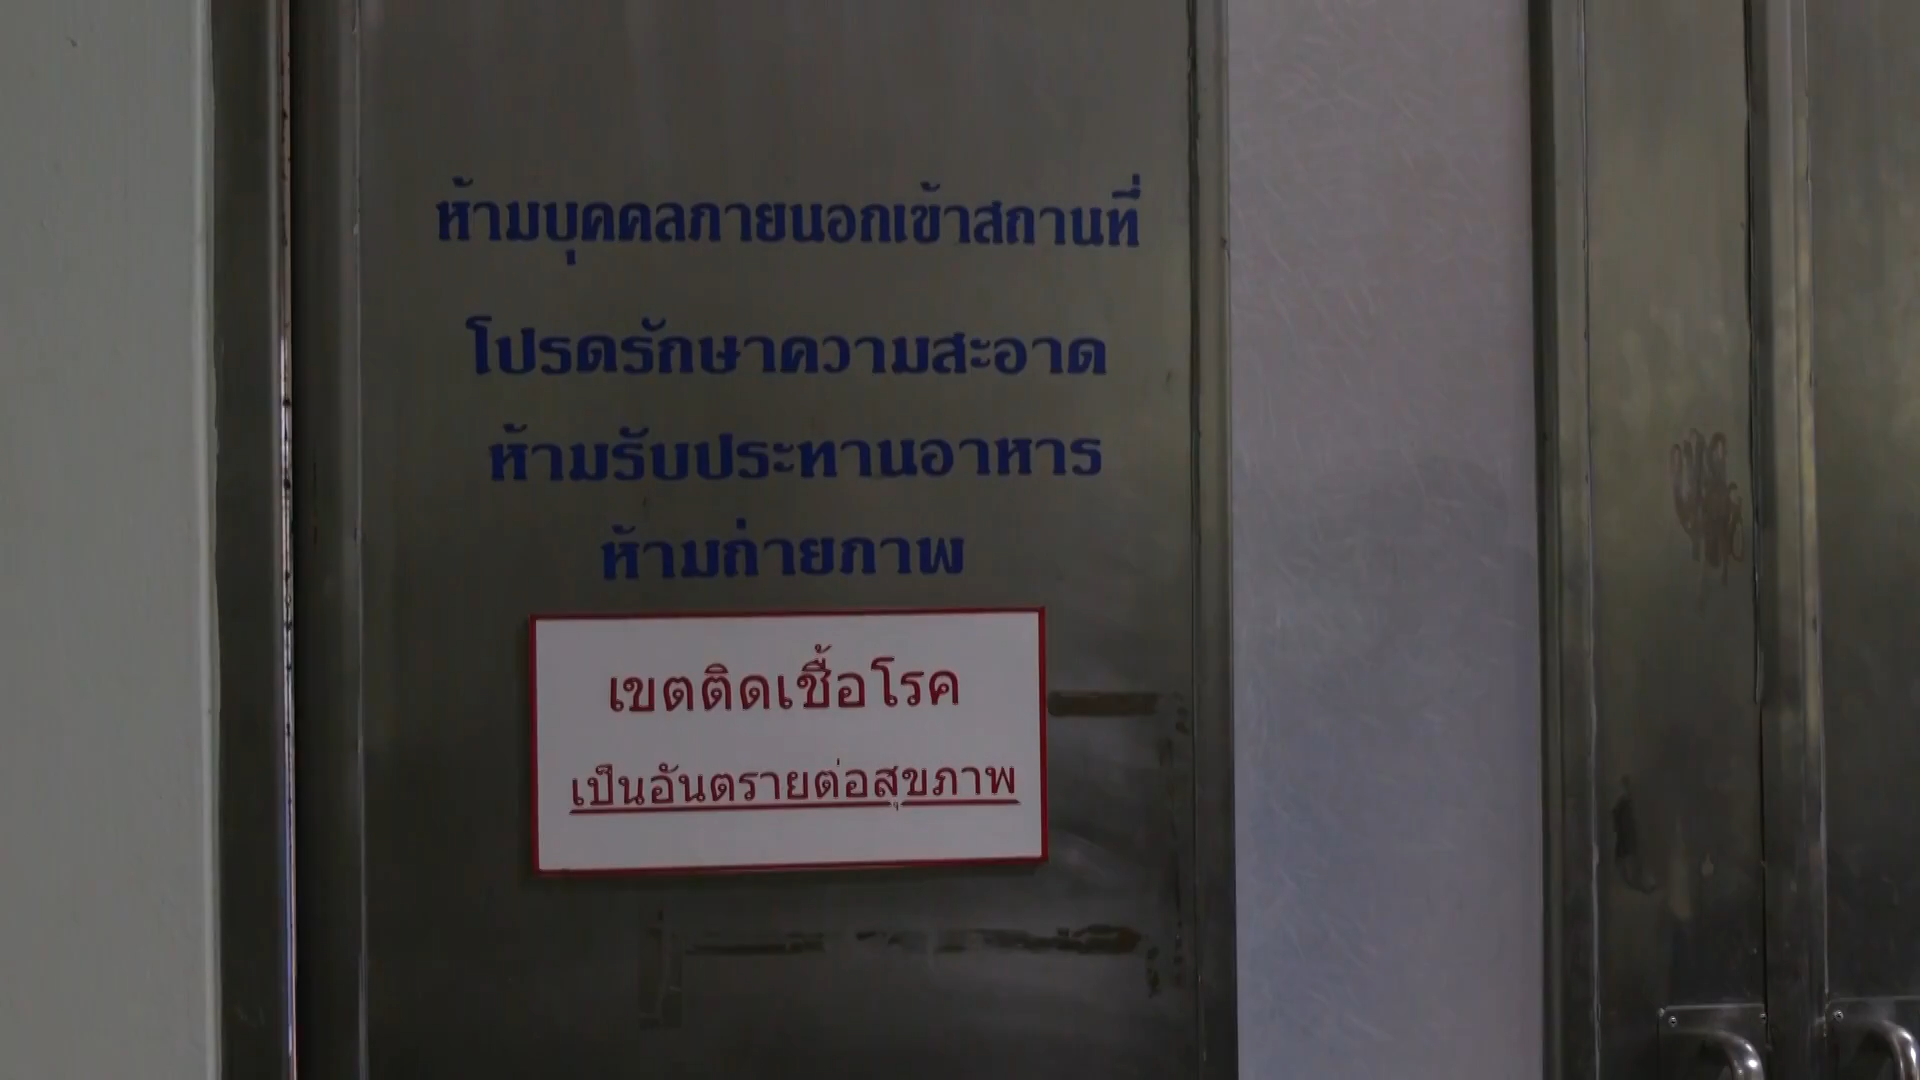 ห้ามบุคคลภายนอกเข้าสถานที่
โปรดรักษาความสะอาด
ห้ามรับประทานอาหาร
ห้ามถ่ายภาพ
เขตติดเชื้อโรค
เป็นอันตรายต่อสุขภาพ